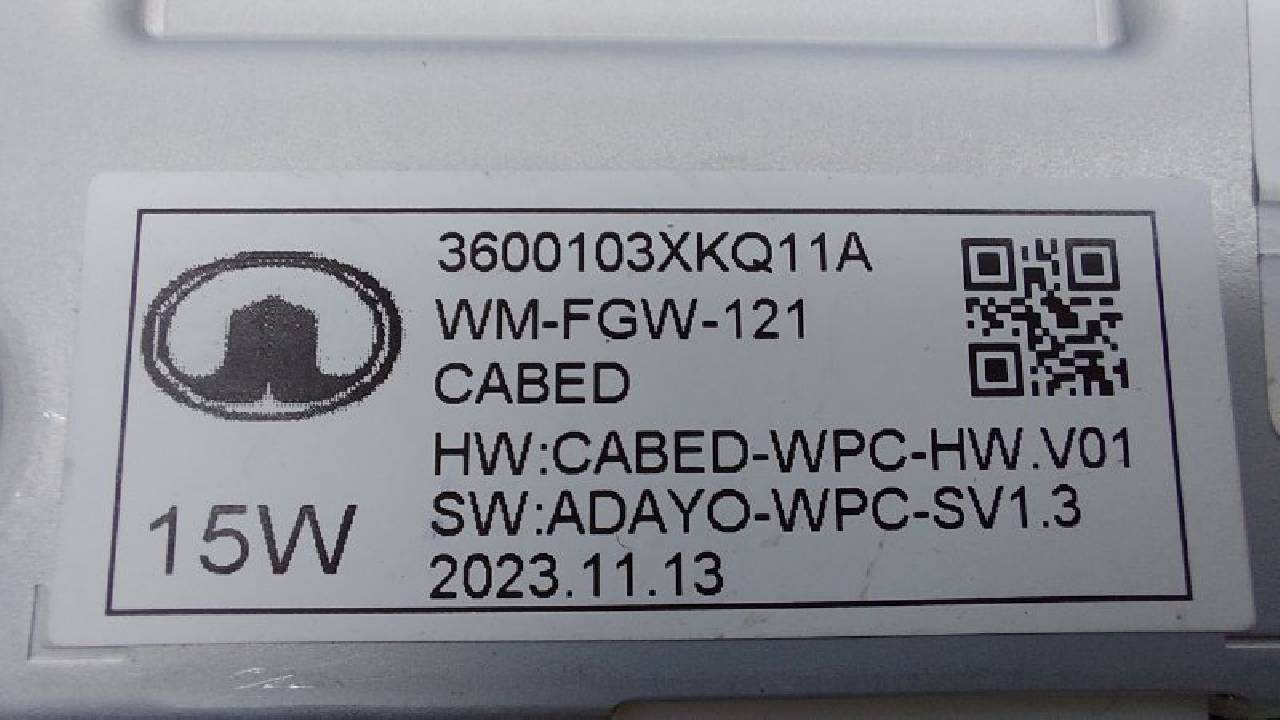 3600103XKQ11A
WM-FGW-121
CABED
HW:CABED-WPC-HW.V01
SW:ADAYO-WPC-SV1.3
15W
2023.11.13